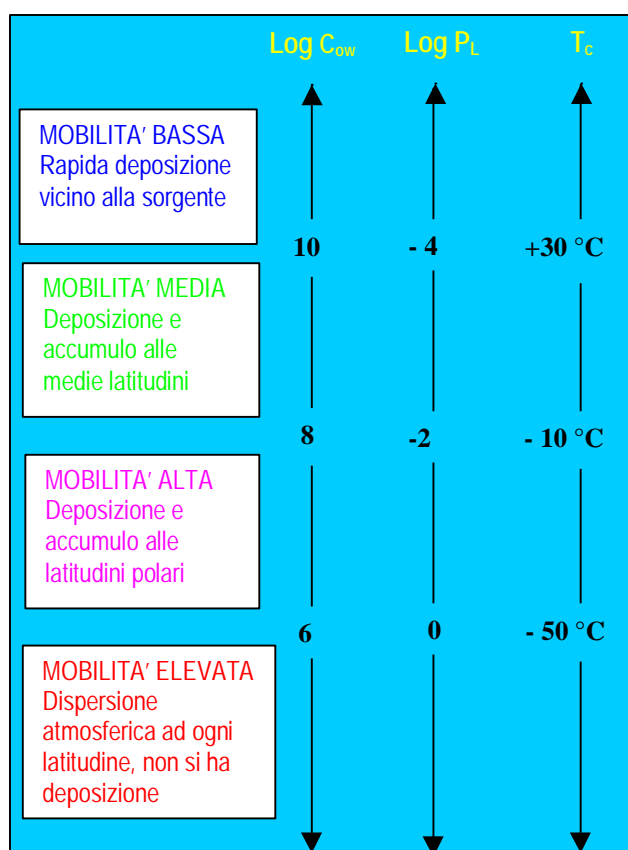 Log Cow Log PL Tc
MOBILITA' BASSA
Rapida deposizione
vicino alla sorgente
10 - 4 +30 °C
MOBILITA' MEDIA
Deposizione e
accumulo alle
medie latitudini
8 -2 - 10 °C
MOBILITA' ALTA
Deposizione e
accumulo alle
latitudini polari
6 0 - 50 °C
MOBILITA' ELEVATA
Dispersione
atmosferica ad ogni
latitudine, non si ha
deposizione